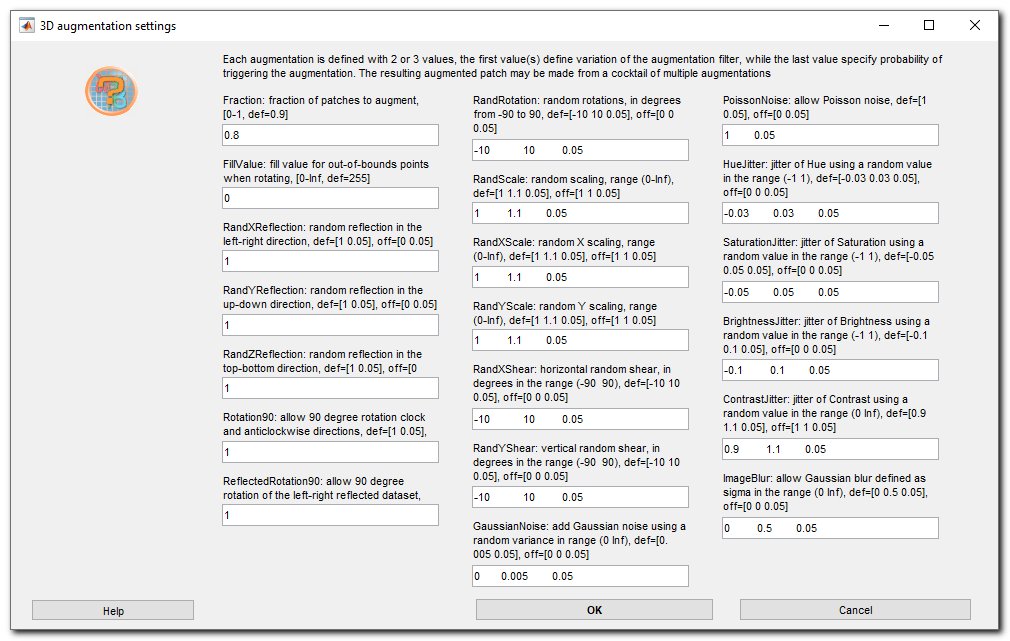 3D augmentation settings
Each augmentation is defined with 2 or 3 values, the first value(s) define variation of the augmentation filter, while the last value specify probability of
triggering the augmentation. The resulting augmented patch may be made from a cocktail of multiple augmentations
Fraction: fraction of patches to augment,
[0-1, def=0.9]
0.8
FillValue: fill value for out-of-bounds points
when rotating, [0-Inf, def=255]
0
RandXReflection: random reflection in the
left-right direction, def=[1 0.05], off=[0 0.05]
1
RandYReflection: random reflection in the
up-down direction, def=[1 0.05], off=[0 0.05]
1
RandZReflection: random reflection in the
top-bottom direction, def=[1 0.05], off=[0
1
Rotation90: allow 90 degree rotation clock
and anticlockwise directions, def=[1 0.05],
1
ReflectedRotation90: allow 90 degree
rotation of the left-right reflected dataset,
1
RandRotation: random rotations, in degrees
from -90 to 90, def=[-10 10 0.05], off=[0 0
0.05]
-10 10 0.05
RandScale: random scaling, range (0-Inf),
def=[1 1.1 0.05], off=[1 1 0.05]
1 1.1 0.05
RandXScale: random X scaling, range
(0-Inf), def=[1 1.1 0.05], off=[1 1 0.05]
1 1.1 0.05
RandYScale: random Y scaling, range
(0-Inf), def=[1 1.1 0.05], off=[1 1 0.05]
1 1.1 0.05
RandXShear: horizontal random shear, in
degrees in the range (-90 90), def=[-10 10
0.05], off=[0 0 0.05]
-10 10 0.05
RandYShear: vertical random shear, in
degrees in the range (-90 90), def=[-10 10
0.05], off=[0 0 0.05]
-10 10 0.05
GaussianNoise: add Gaussian noise using a
random variance in range (0 Inf), def=[0.
005 0.05], off=[0 0 0.05]
0 0.005 0.05
PoissonNoise: allow Poisson noise, def=[1
0.05], off=[0 0.05]
1 0.05
HueJitter: jitter of Hue using a random value
in the range (-1 1), def=[-0.03 0.03 0.05],
off=[0 0 0.05]
-0.03 0.03 0.05
SaturationJitter: jitter of Saturation using a
random value in the range (-1 1), def=[-0.05
0.05 0.05], off=[0 0 0.05]
-0.05 0.05 0.05
BrightnessJitter: jitter of Brightness using a
random value in the range (-1 1), def=[-0.1
0.1 0.05], off=[0 0 0.05]
-0.1 0.1 0.05
ContrastJitter: jitter of Contrast using a
random value in the range (0 Inf), def=[0.9
1.1 0.05], off=[1 1 0.05]
0.9 1.1 0.05
ImageBlur: allow Gaussian blur defined as
sigma in the range (0 Inf), def=[0 0.5 0.05],
off=[0 0 0.05]
0 0.5 0.05
Help
OK
Cancel